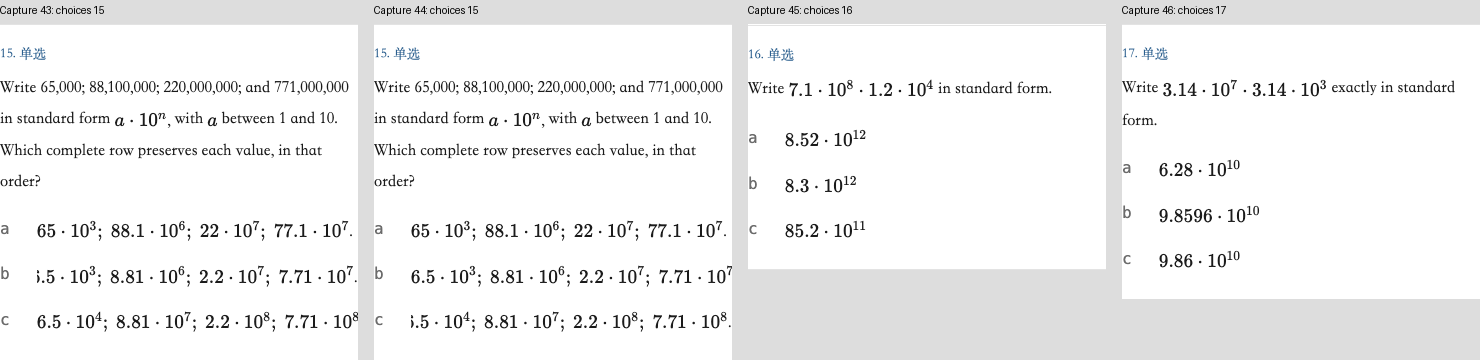 Capture 43: choices 15
15. 单选
Write 65,000; 88,100,000; 220,000,000; and 771,000,000
in standard form a · 10ⁿ, with a between 1 and 10.
Which complete row preserves each value, in that
order?
a 65 · 10³; 88.1 · 10⁶; 22 · 10⁷; 77.1 · 10⁷.
b .5 · 10³; 8.81 · 10⁶; 2.2 · 10⁷; 7.71 · 10⁷.
c 6.5 · 10⁴; 8.81 · 10⁷; 2.2 · 10⁸; 7.71 · 10⁸
Capture 44: choices 15
15. 单选
Write 65,000; 88,100,000; 220,000,000; and 771,000,000
in standard form a · 10ⁿ, with a between 1 and 10.
Which complete row preserves each value, in that
order?
a 65 · 10³; 88.1 · 10⁶; 22 · 10⁷; 77.1 · 10⁷.
b 6.5 · 10³; 8.81 · 10⁶; 2.2 · 10⁷; 7.71 · 10⁷
c .5 · 10⁴; 8.81 · 10⁷; 2.2 · 10⁸; 7.71 · 10⁸.
Capture 45: choices 16
16. 单选
Write 7.1 · 10⁸ · 1.2 · 10⁴ in standard form.
a 8.52 · 10¹²
b 8.3 · 10¹²
c 85.2 · 10¹¹
Capture 46: choices 17
17. 单选
Write 3.14 · 10⁷ · 3.14 · 10³ exactly in standard
form.
a 6.28 · 10¹⁰
b 9.8596 · 10¹⁰
c 9.86 · 10¹⁰